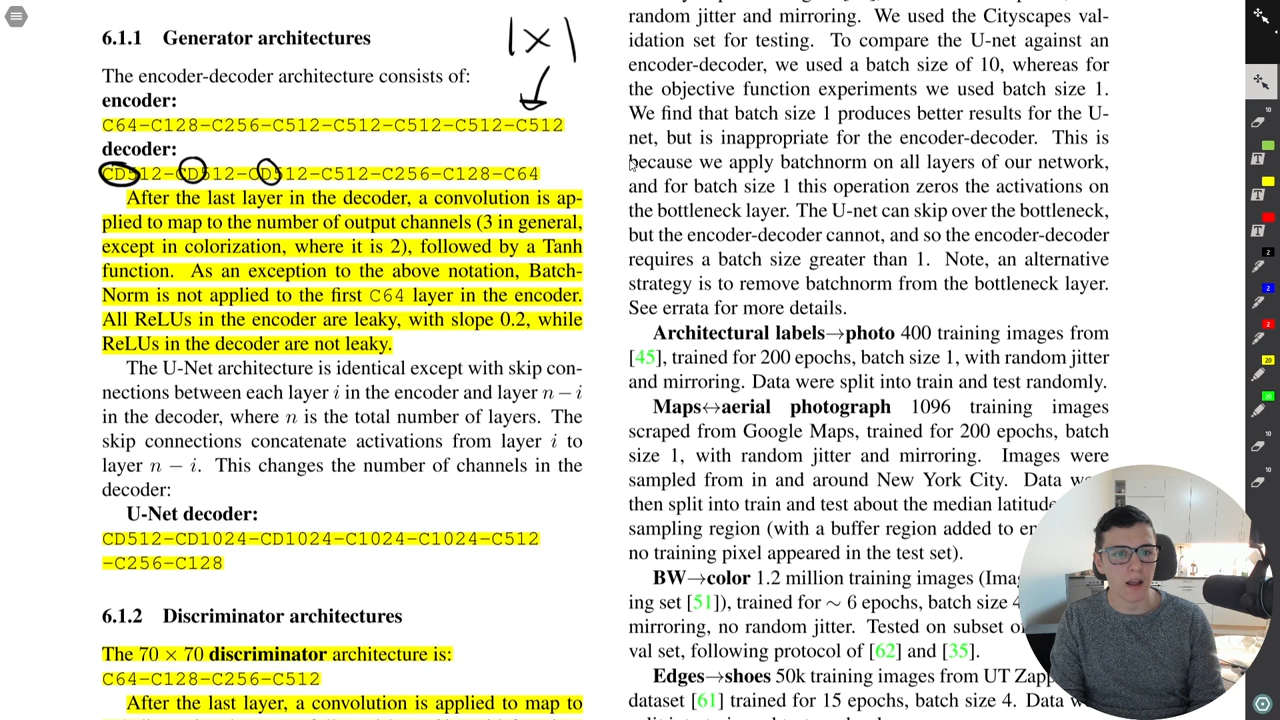 6.1.1 Generator architectures
1×1
The encoder-decoder architecture consists of:
encoder:
C64-C128-C256-C512-C512-C512-C512-C512
decoder:
CD512-CD512-CD512-C512-C256-C128-C64
After the last layer in the decoder, a convolution is ap-
plied to map to the number of output channels (3 in general,
except in colorization, where it is 2), followed by a Tanh
function. As an exception to the above notation, Batch-
Norm is not applied to the first C64 layer in the encoder.
All ReLUs in the encoder are leaky, with slope 0.2, while
ReLUs in the decoder are not leaky.
The U-Net architecture is identical except with skip con-
nections between each layer i in the encoder and layer n − i
in the decoder, where n is the total number of layers. The
skip connections concatenate activations from layer i to
layer n − i. This changes the number of channels in the
decoder:
U-Net decoder:
CD512-CD1024-CD1024-C1024-C1024-C512
-C256-C128
6.1.2 Discriminator architectures
The 70 × 70 discriminator architecture is:
C64-C128-C256-C512
After the last layer, a convolution is applied to map to
random jitter and mirroring. We used the Cityscapes val-
idation set for testing. To compare the U-net against an
encoder-decoder, we used a batch size of 10, whereas for
the objective function experiments we used batch size 1.
We find that batch size 1 produces better results for the U-
net, but is inappropriate for the encoder-decoder. This is
because we apply batchnorm on all layers of our network,
and for batch size 1 this operation zeros the activations on
the bottleneck layer. The U-net can skip over the bottleneck,
but the encoder-decoder cannot, and so the encoder-decoder
requires a batch size greater than 1. Note, an alternative
strategy is to remove batchnorm from the bottleneck layer.
See errata for more details.
Architectural labels→photo 400 training images from
[45], trained for 200 epochs, batch size 1, with random jitter
and mirroring. Data were split into train and test randomly.
Maps↔aerial photograph 1096 training images
scraped from Google Maps, trained for 200 epochs, batch
size 1, with random jitter and mirroring. Images were
sampled from in and around New York City. Data
then split into train and test about the median latitude
sampling region (with a buffer region added to
no training pixel appeared in the test set).
BW→color 1.2 million training images
ing set [51]), trained for ∼ 6 epochs, batch size 4
mirroring, no random jitter. Tested on subset
val set, following protocol of [62] and [35].
Edges→shoes 50k training images from UT
dataset [61] trained for 15 epochs, batch size 4. Data